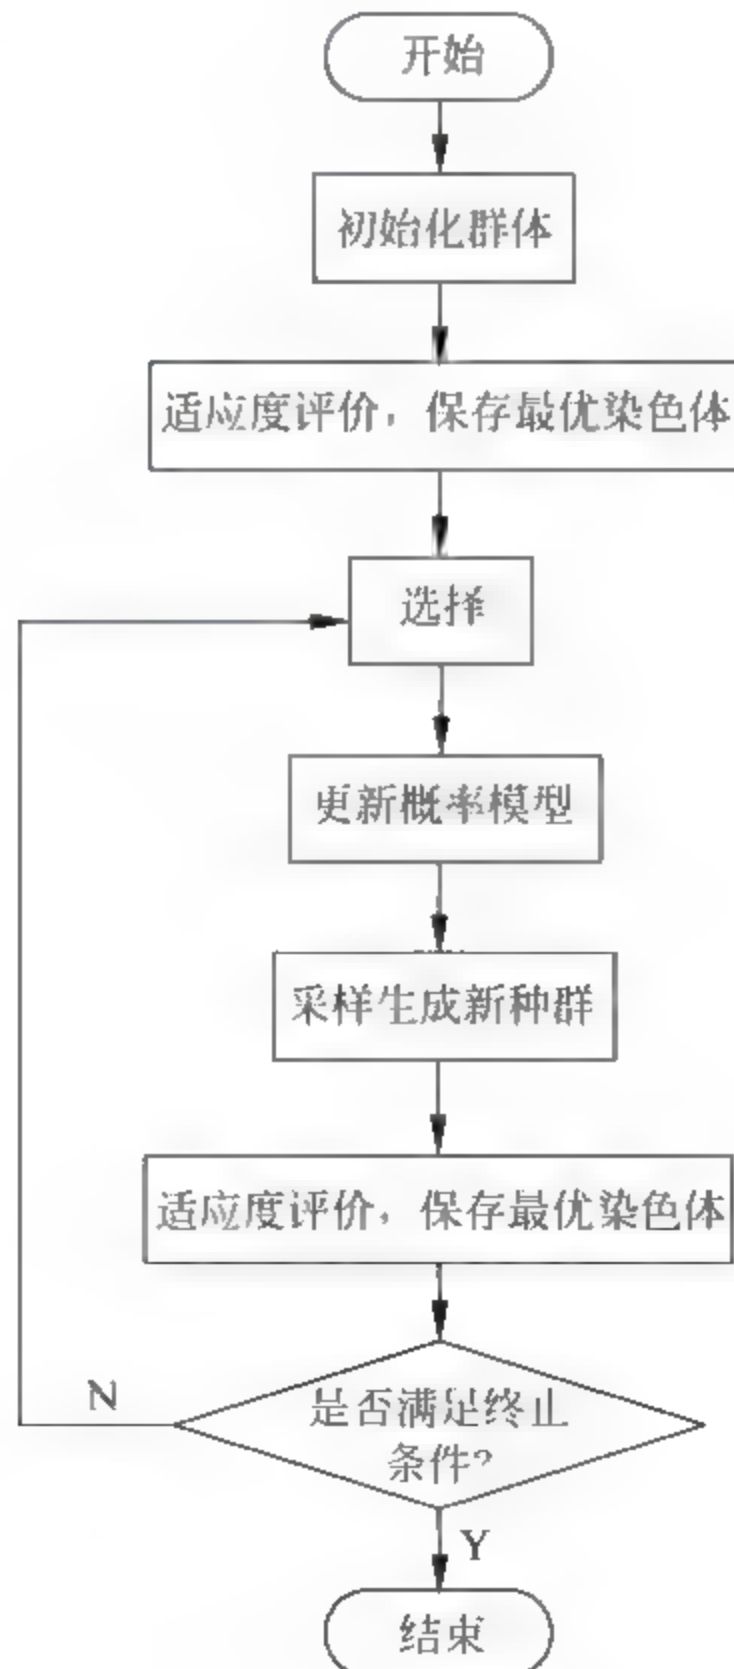 开始
初始化群体
适应度评价，保存最优染色体
选择
更新概率模型
采样生成新种群
适应度评价，保存最优染色体
N
是否满足终止
条件?
Y
结束